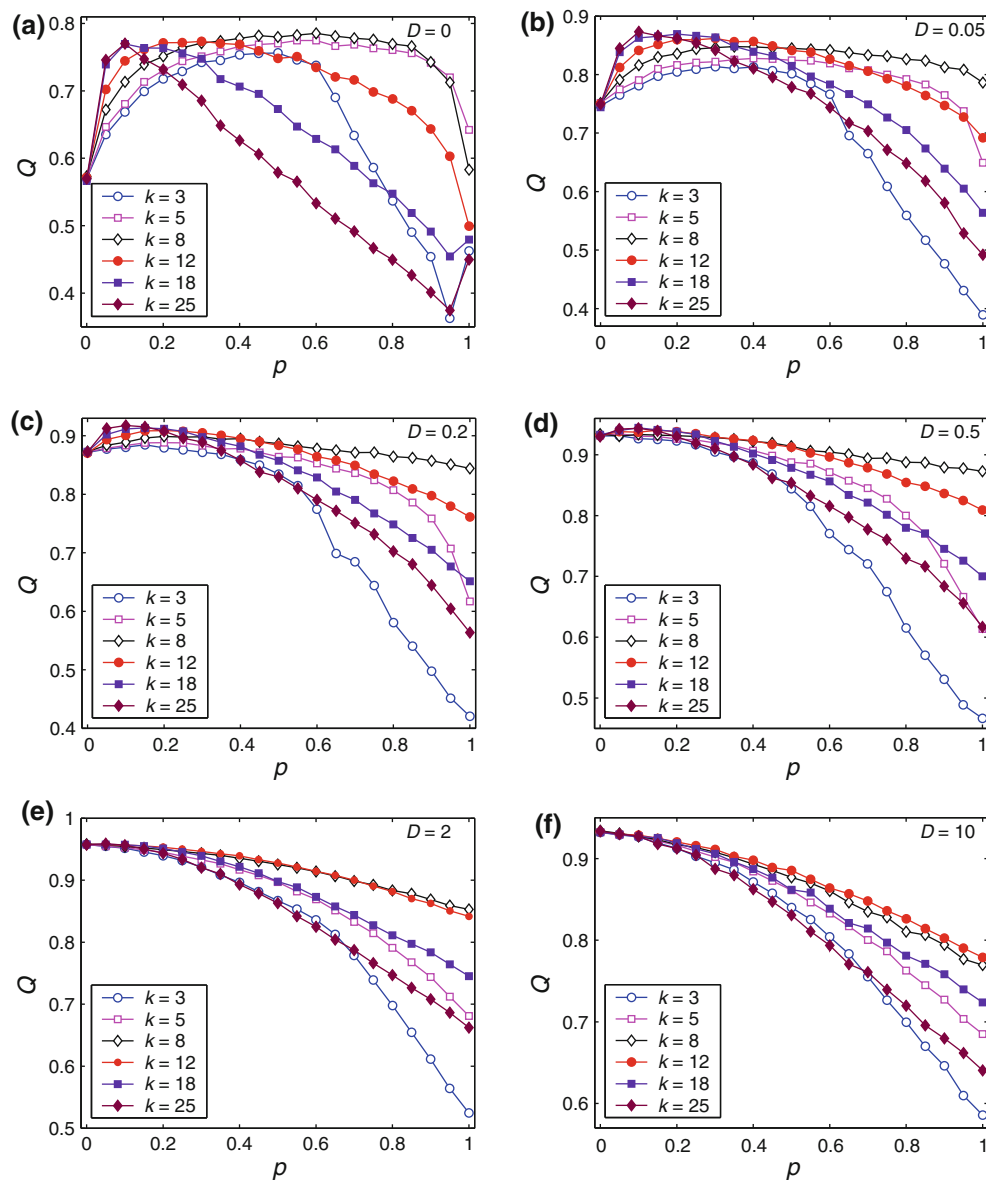 (a)
D = 0
0.8
0.7
0.6
0.5
0.4
Q
k = 3
k = 5
k = 8
k = 12
k = 18
k = 25
0 0.2 0.4 0.6 0.8 1
p
(b)
D = 0.05
0.9
0.8
0.7
0.6
0.5
0.4
Q
k = 3
k = 5
k = 8
k = 12
k = 18
k = 25
0 0.2 0.4 0.6 0.8 1
p
(c)
D = 0.2
0.9
0.8
0.7
0.6
0.5
0.4
Q
k = 3
k = 5
k = 8
k = 12
k = 18
k = 25
0 0.2 0.4 0.6 0.8 1
p
(d)
D = 0.5
0.9
0.8
0.7
0.6
0.5
Q
k = 3
k = 5
k = 8
k = 12
k = 18
k = 25
0 0.2 0.4 0.6 0.8 1
p
(e)
D = 2
1
0.9
0.8
0.7
0.6
0.5
Q
k = 3
k = 5
k = 8
k = 12
k = 18
k = 25
0 0.2 0.4 0.6 0.8 1
p
(f)
D = 10
0.9
0.8
0.7
0.6
Q
k = 3
k = 5
k = 8
k = 12
k = 18
k = 25
0 0.2 0.4 0.6 0.8 1
p